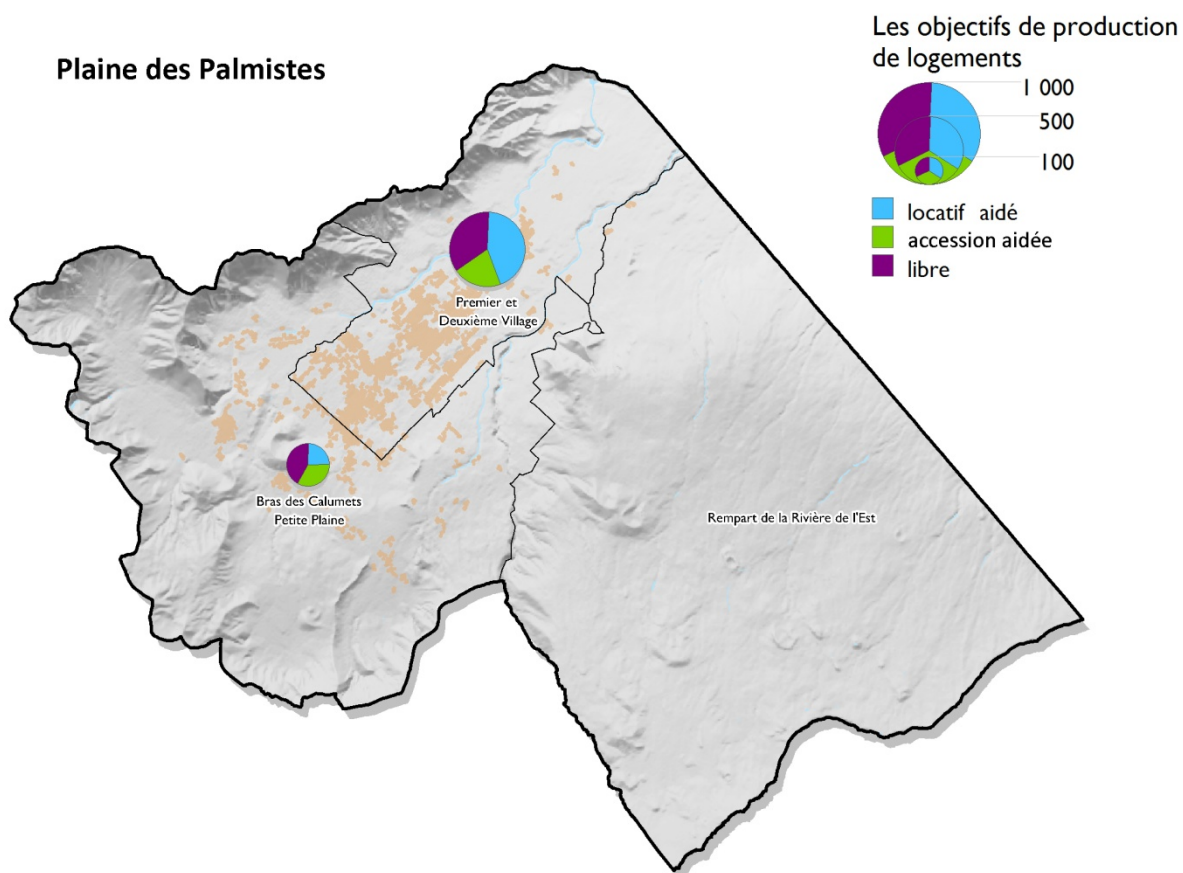 Plaine des Palmistes
Les objectifs de production
de logements
1 000
500
100
locatif aidé
accession aidée
libre
Premier et
Deuxième Village
Bras des Calumets
Petite Plaine
Rempart de la Rivière de l'Est